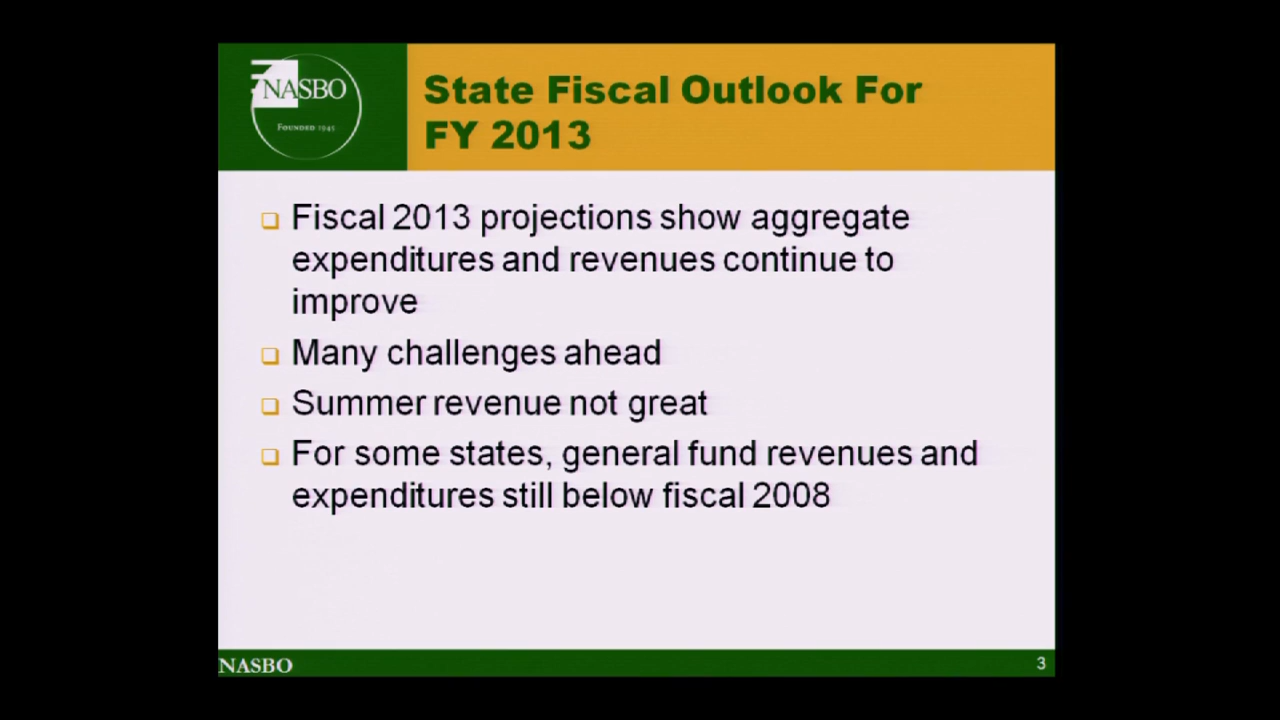 NASBO
FOUNDED 1945
State Fiscal Outlook For
FY 2013
Fiscal 2013 projections show aggregate
expenditures and revenues continue to
improve
Many challenges ahead
Summer revenue not great
For some states, general fund revenues and
expenditures still below fiscal 2008
NASBO
3